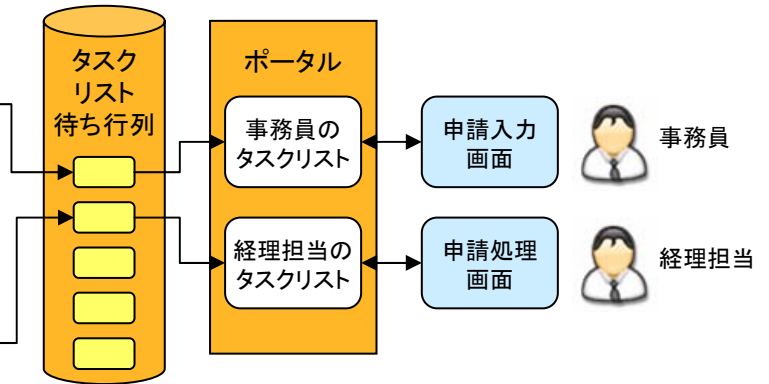 タスク
リスト
待ち行列
ポータル
事務員の
タスクリスト
申請入力
画面
事務員
経理担当の
タスクリスト
申請処理
画面
経理担当